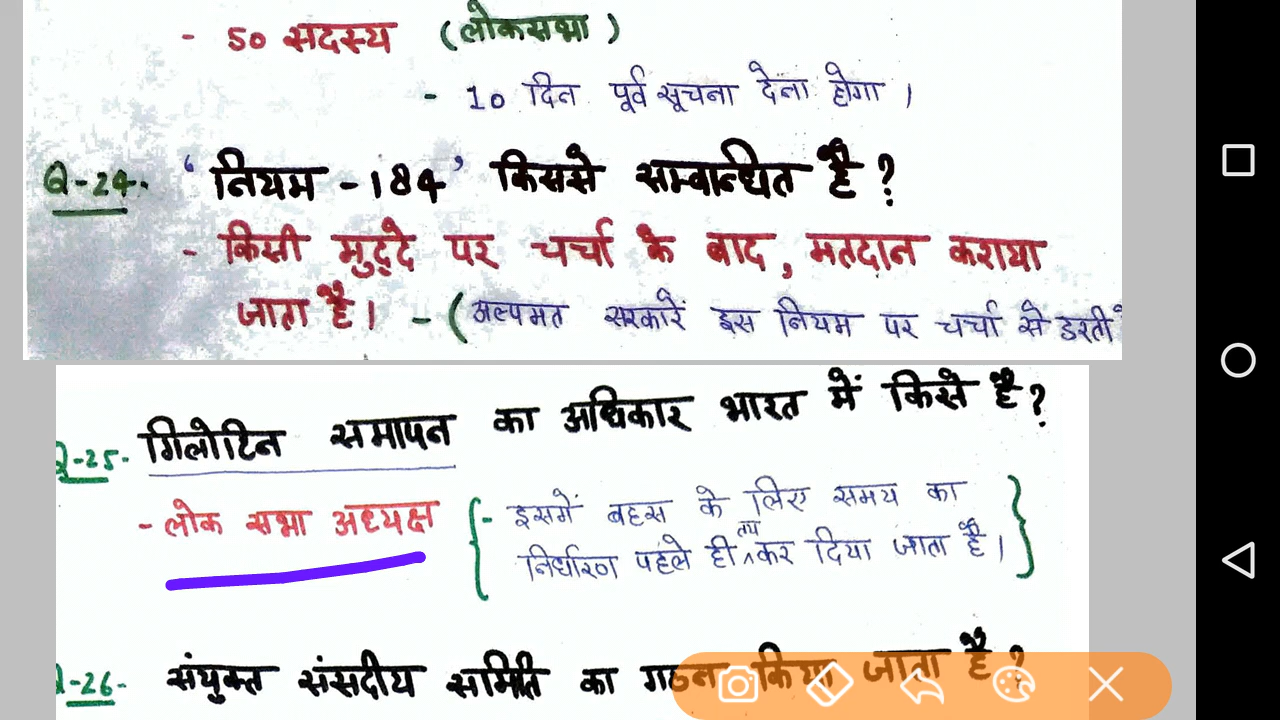 - 50 सदस्य (लोकसभा)
- 10 दिन पूर्व सूचना देना होगा।
Q-24. 'नियम -184' किससे सम्बन्धित है?
- किसी मुद्दे पर चर्चा के बाद, मतदान कराया
जाता है। - (अल्पमत सरकारें इस नियम पर चर्चा से डरती
Q-25- गिलोटिन समापन का अधिकार भारत में किसे है?
- लोक सभा अध्यक्ष {- इसमें बहस के लिए समय का
निर्धारण पहले ही तय कर दिया जाता है।}
Q-26- संयुक्त संसदीय समिति का गठन किया जाता है?